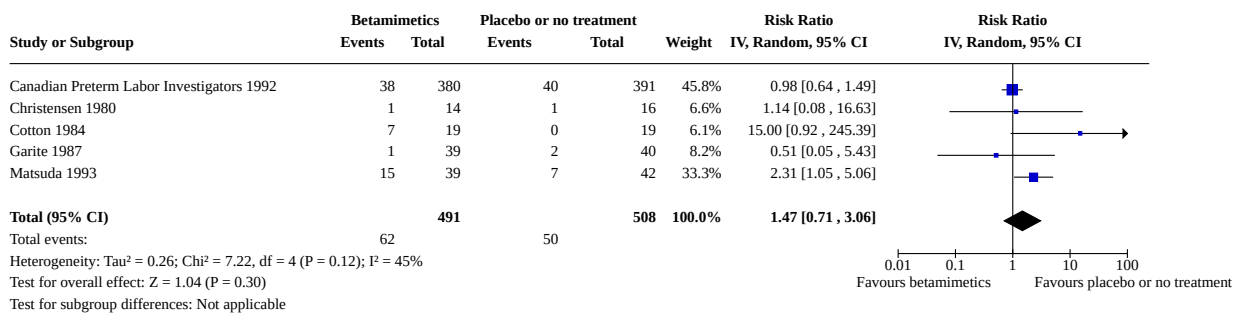 Betamimetics Placebo or no treatment Risk Ratio Risk Ratio
Study or Subgroup Events Total Events Total Weight IV, Random, 95% CI IV, Random, 95% CI
Canadian Preterm Labor Investigators 1992 38 380 40 391 45.8% 0.98 [0.64 , 1.49]
Christensen 1980 1 14 1 16 6.6% 1.14 [0.08 , 16.63]
Cotton 1984 7 19 0 19 6.1% 15.00 [0.92 , 245.39]
Garite 1987 1 39 2 40 8.2% 0.51 [0.05 , 5.43]
Matsuda 1993 15 39 7 42 33.3% 2.31 [1.05 , 5.06]
Total (95% CI) 491 508 100.0% 1.47 [0.71 , 3.06]
Total events: 62 50
Heterogeneity: Tau² = 0.26; Chi² = 7.22, df = 4 (P = 0.12); I² = 45% 0.01 0.1 1 10 100
Test for overall effect: Z = 1.04 (P = 0.30) Favours betamimetics Favours placebo or no treatment
Test for subgroup differences: Not applicable